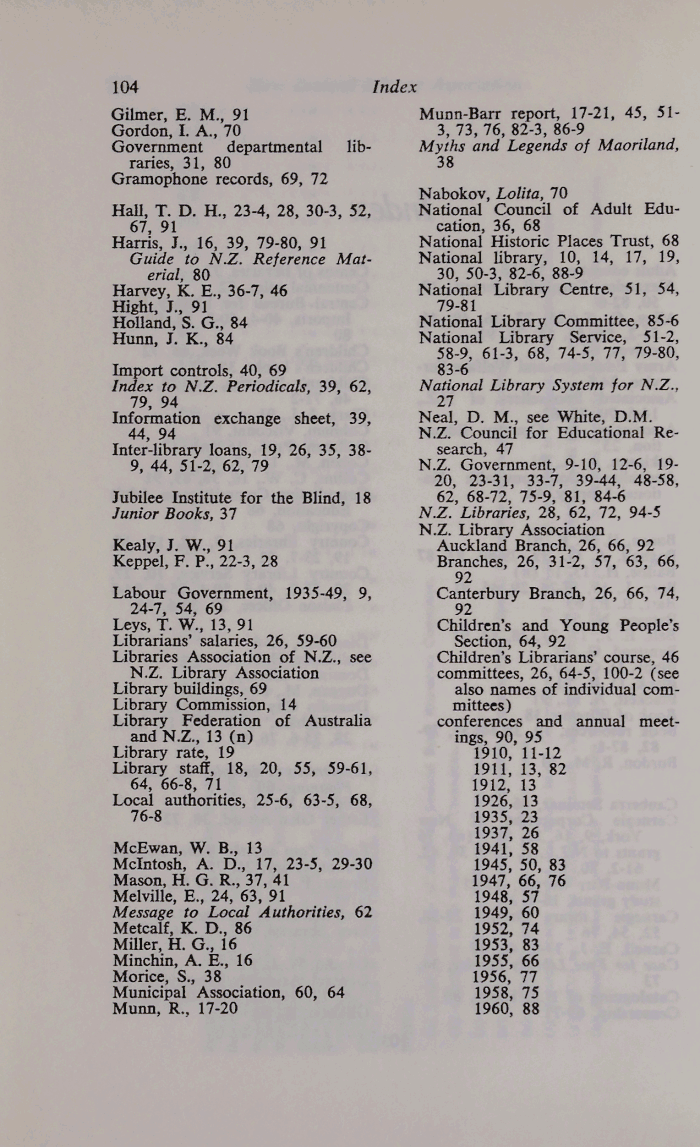 104
Index
Gilmer, E. M., 91
Gordon, I. A., 70
Government departmental lib-
raries, 31, 80
Gramophone records, 69, 72
Hall, T. D. H., 23-4, 28, 30-3, 52,
67, 91
Harris, J., 16, 39, 79-80, 91
Guide to N.Z. Reference Mat-
erial, 80
Harvey, K. E., 36-7, 46
Hight, J., 91
Holland, S. G., 84
Hunn, J. K., 84
Import controls, 40, 69
Index to N.Z. Periodicals, 39, 62,
79, 94
Information exchange sheet, 39,
44, 94
Inter-library loans, 19, 26, 35, 38-
9, 44, 51-2, 62, 79
Jubilee Institute for the Blind, 18
Junior Books, 37
Kealy, J. W., 91
Keppel, F. P., 22-3, 28
Labour Government, 1935-49, 9,
24-7, 54, 69
Leys, T. W., 13, 91
Librarians' salaries, 26, 59-60
Libraries Association of N.Z., see
N.Z. Library Association
Library buildings, 69
Library Commission, 14
Library Federation of Australia
and N.Z., 13 (n)
Library rate, 19
Library staff, 18, 20, 55, 59-61,
64, 66-8, 71
Local authorities, 25-6, 63-5, 68,
76-8
McEwan, W. B., 13
McIntosh, A. D., 17, 23-5, 29-30
Mason, H. G. R., 37, 41
Melville, E., 24, 63, 91
Message to Local Authorities, 62
Metcalf, K. D., 86
Miller, H. G., 16
Minchin, A. E., 16
Morice, S., 38
Municipal Association, 60, 64
Munn, R., 17-20
Munn-Barr report, 17-21, 45, 51-
3, 73, 76, 82-3, 86-9
Myths and Legends of Maoriland,
38
Nabokov, Lolita, 70
National Council of Adult Edu-
cation, 36, 68
National Historic Places Trust, 68
National library, 10, 14, 17, 19,
30, 50-3, 82-6, 88-9
National Library Centre, 51, 54,
79-81
National Library Committee, 85-6
National Library Service, 51-2,
58-9, 61-3, 68, 74-5, 77, 79-80,
83-6
National Library System for N.Z.,
27
Neal, D. M., see White, D.M.
N.Z. Council for Educational Re-
search, 47
N.Z. Government, 9-10, 12-6, 19-
20, 23-31, 33-7, 39-44, 48-58,
62, 68-72, 75-9, 81, 84-6
N.Z. Libraries, 28, 62, 72, 94-5
N.Z. Library Association
Auckland Branch, 26, 66, 92
Branches, 26, 31-2, 57, 63, 66,
92
Canterbury Branch, 26, 66, 74,
92
Children's and Young People's
Section, 64, 92
Children's Librarians' course, 46
committees, 26, 64-5, 100-2 (see
also names of individual com-
mittees)
conferences and annual meet-
ings, 90, 95
1910, 11-12
1911, 13, 82
1912, 13
1926, 13
1935, 23
1937, 26
1941, 58
1945, 50, 83
1947, 66, 76
1948, 57
1949, 60
1952, 74
1953, 83
1955, 66
1956, 77
1958, 75
1960, 88